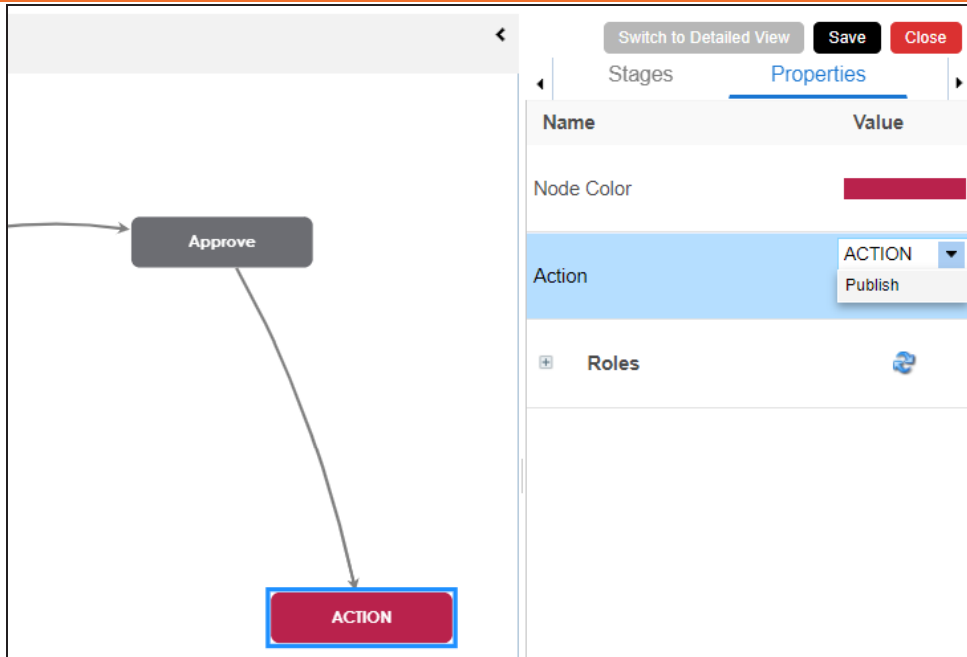 Switch to Detailed View Save Close
Stages Properties
Name Value
Node Color
Approve
ACTION
Action
Publish
Roles
ACTION